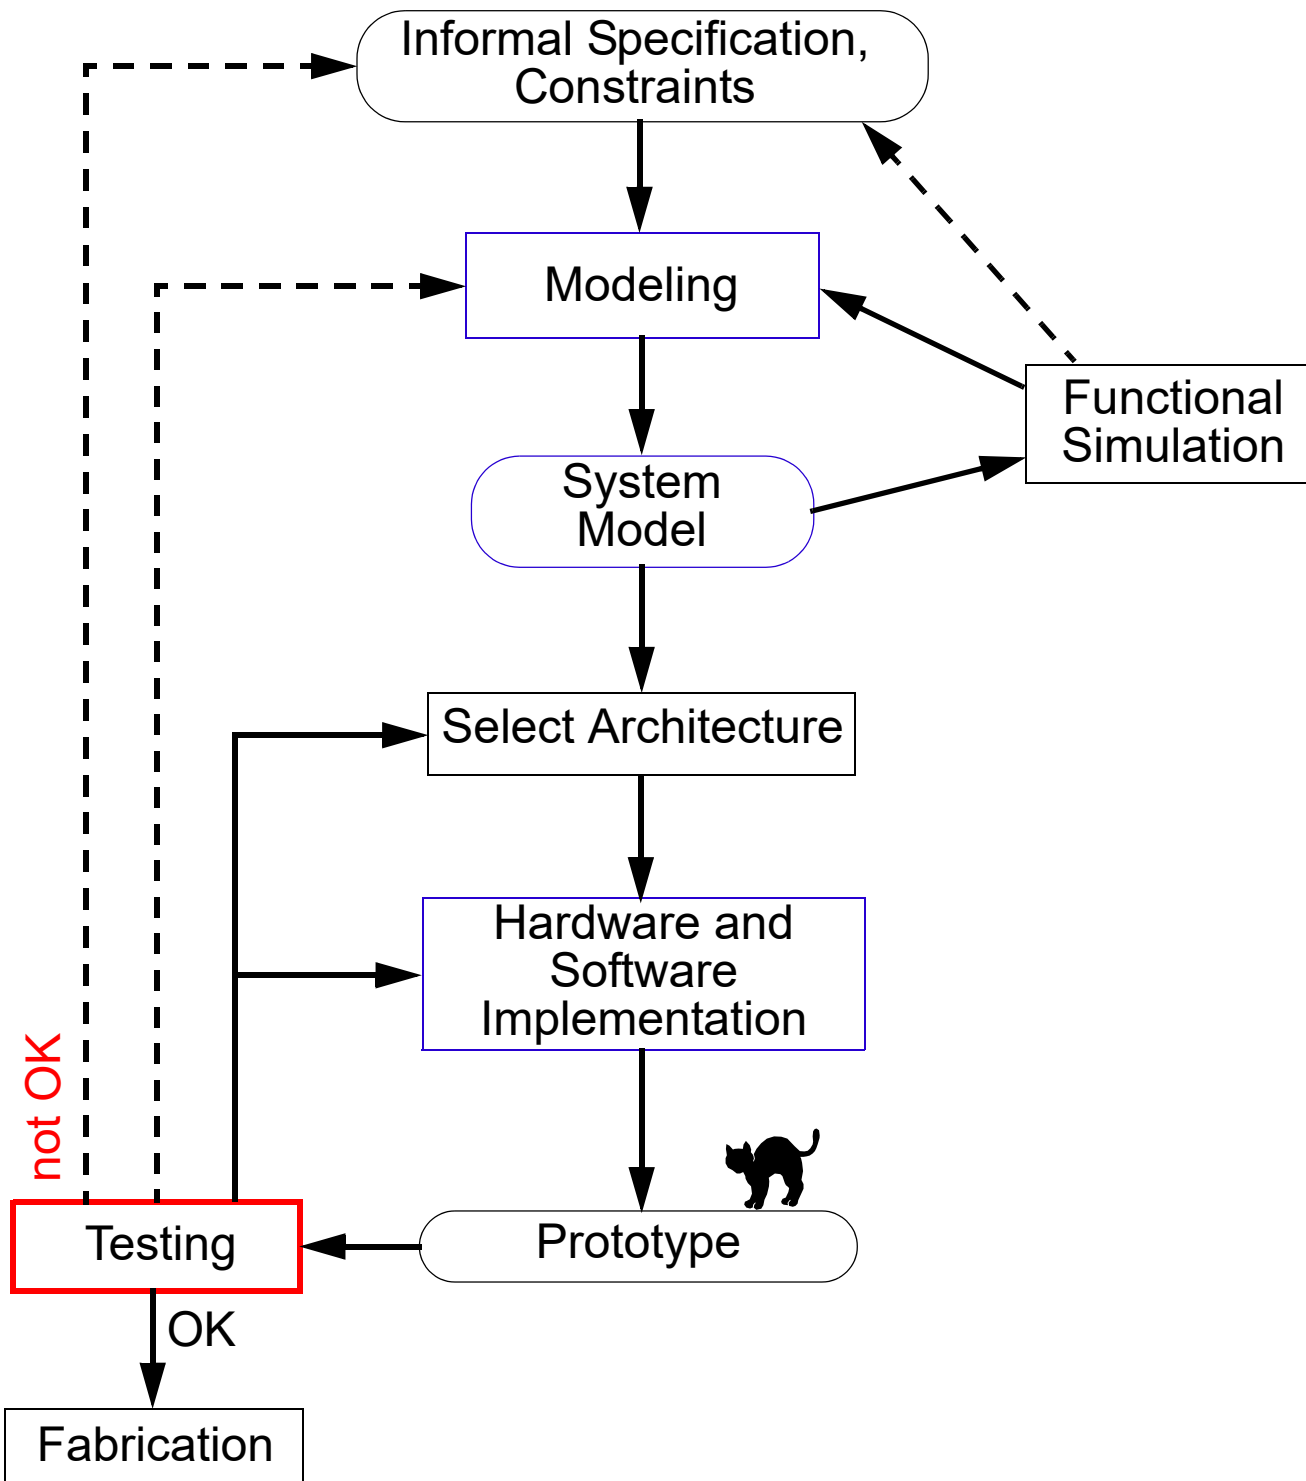 Informal Specification,
Constraints
Modeling
Functional
Simulation
System
Model
Select Architecture
Hardware and
Software
Implementation
not OK
Testing
Prototype
OK
Fabrication